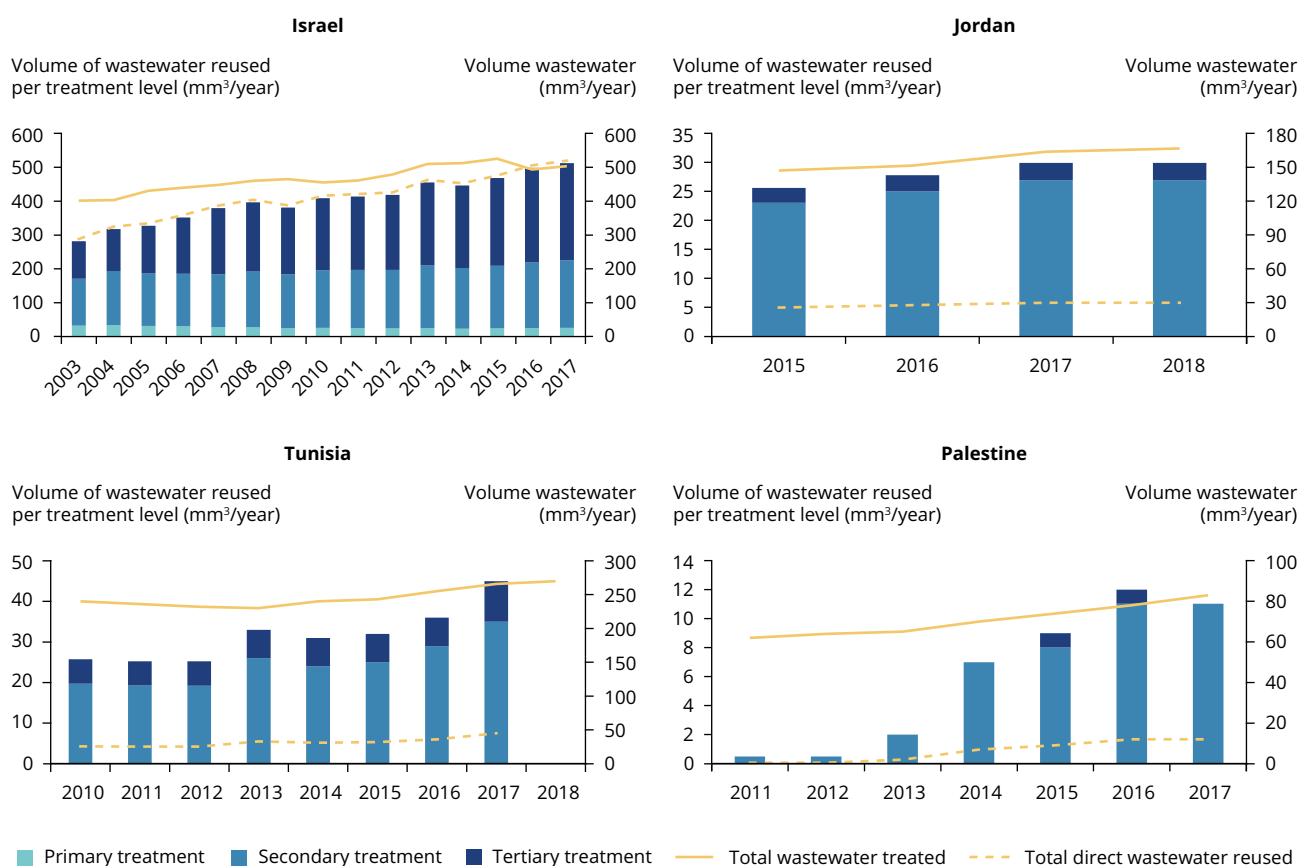 Israel
Volume of wastewater reused
per treatment level (mm³/year)
Volume wastewater
(mm³/year)
600
500
400
300
200
100
0
600
500
400
300
200
100
0
2003 2004 2005 2006 2007 2008 2009 2010 2011 2012 2013 2014 2015 2016 2017
Jordan
Volume of wastewater reused
per treatment level (mm³/year)
Volume wastewater
(mm³/year)
35
30
25
20
15
10
5
0
180
150
120
90
60
30
0
2015 2016 2017 2018
Tunisia
Volume of wastewater reused
per treatment level (mm³/year)
Volume wastewater
(mm³/year)
50
40
30
20
10
0
300
250
200
150
100
50
0
2010 2011 2012 2013 2014 2015 2016 2017 2018
Palestine
Volume of wastewater reused
per treatment level (mm³/year)
Volume wastewater
(mm³/year)
14
12
10
8
6
4
2
0
100
80
60
40
20
0
2011 2012 2013 2014 2015 2016 2017
Primary treatment Secondary treatment Tertiary treatment Total wastewater treated Total direct wastewater reused